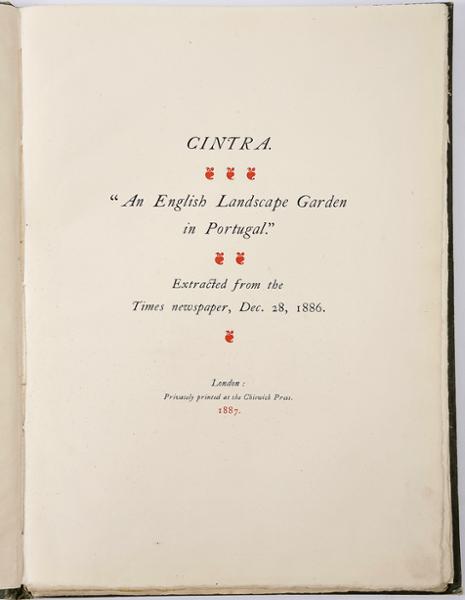 CINTRA.
“An English Landscape Garden
in Portugal.”
Extracted from the
Times newspaper, Dec. 28, 1886.
London:
Privately printed at the Chiswick Press.
1887.